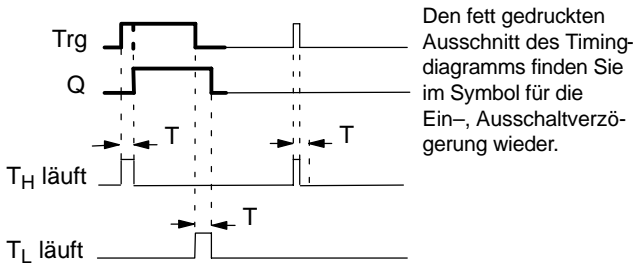 Trg
Q
T
T
T_H läuft
T
T_L läuft
Den fett gedruckten
Ausschnitt des Timing-
diagramms finden Sie
im Symbol für die
Ein–, Ausschaltverzö-
gerung wieder.